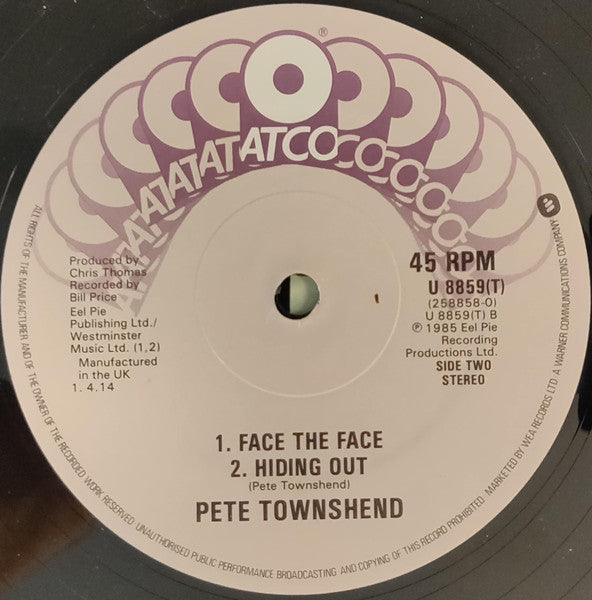 ATATATATATCOCOCOCOCO
®
Produced by
Chris Thomas
Recorded by
Bill Price
Eel Pie
Publishing Ltd./
Westminster
Music Ltd. (1,2)
Manufactured
in the UK
1. 4.14
45 RPM
U 8859(T)
(258858-0)
U 8859(T) B
℗ 1985 Eel Pie
Recording
Productions Ltd.
SIDE TWO
STEREO
1. FACE THE FACE
2. HIDING OUT
(Pete Townshend)
PETE TOWNSHEND
ALL RIGHTS OF THE MANUFACTURER AND OF THE OWNER OF THE RECORDED WORK RESERVED. UNAUTHORISED PUBLIC PERFORMANCE BROADCASTING AND COPYING OF THIS RECORD PROHIBITED. MARKETED BY WEA RECORDS LTD. A WARNER COMMUNICATIONS COMPANY